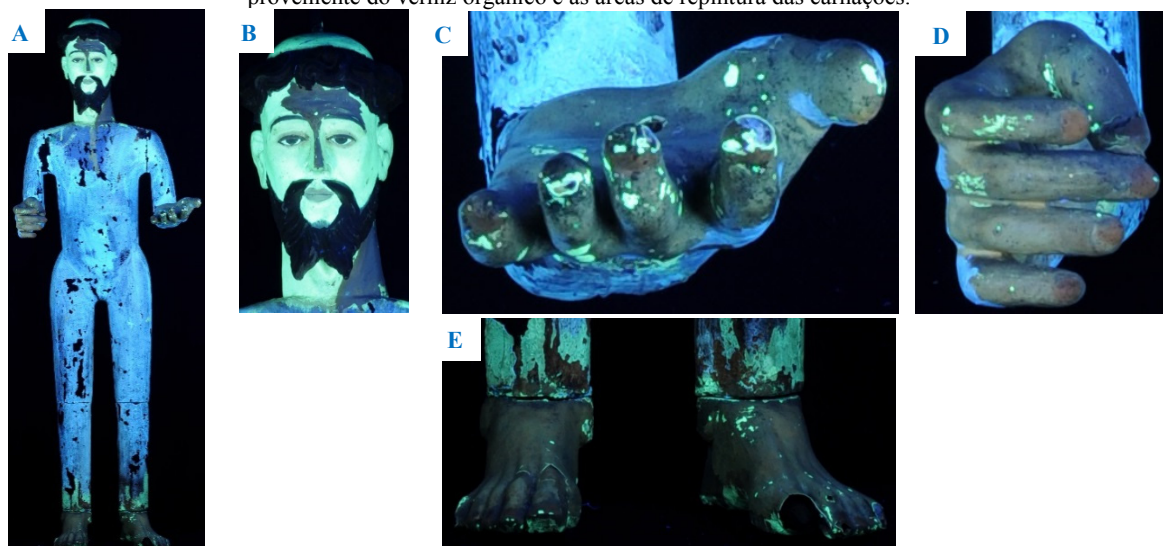 proveniente do verniz orgânico e as áreas de repintura das carnações.
A
B
C
D
E